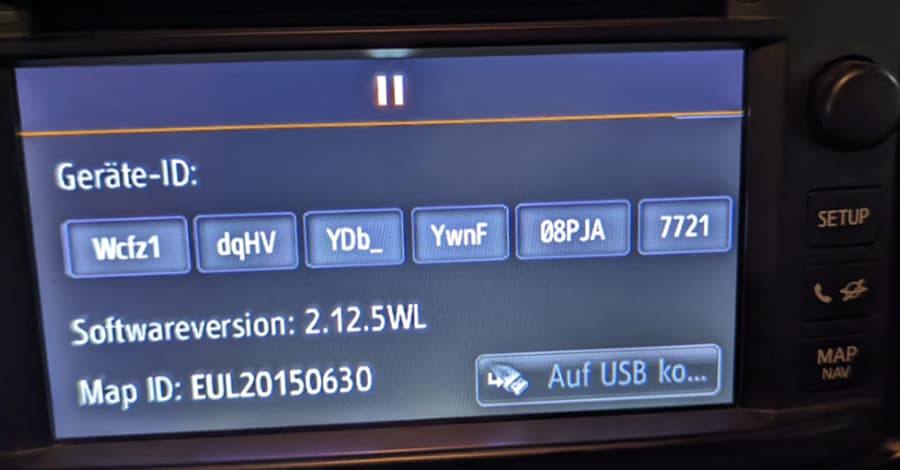 Geräte-ID:
Wcfz1 dqHV YDb_ YwnF 08PJA 7721
Softwareversion: 2.12.5WL
Map ID: EUL20150630
Auf USB ko...
SETUP
MAP
NAV